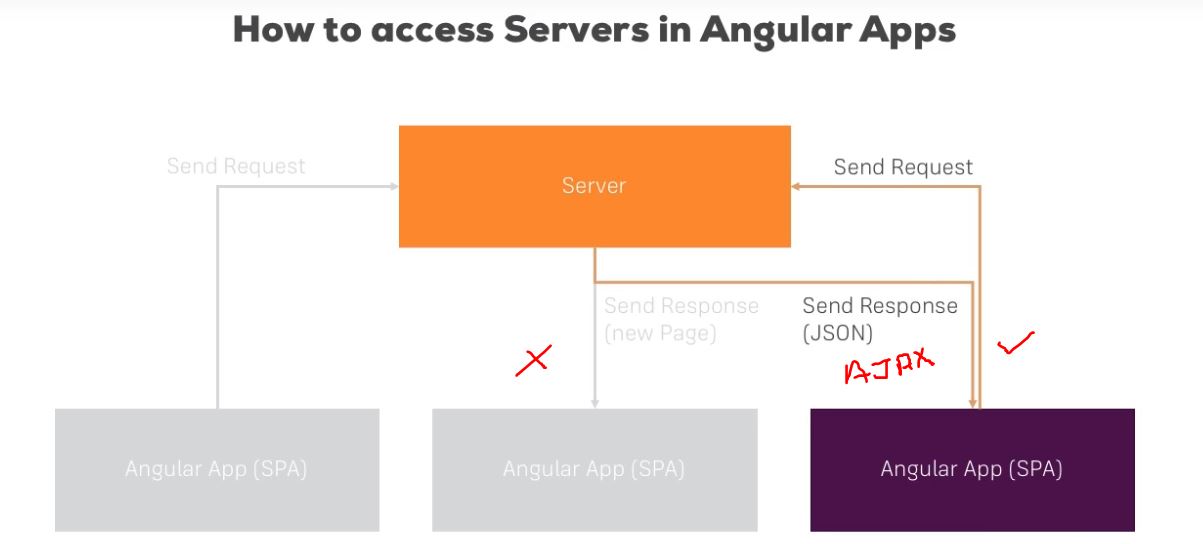 How to access Servers in Angular Apps
Send Request
Server
Send Request
Send Response
(new Page)
Send Response
(JSON)
AJAX
Angular App (SPA)
Angular App (SPA)
Angular App (SPA)